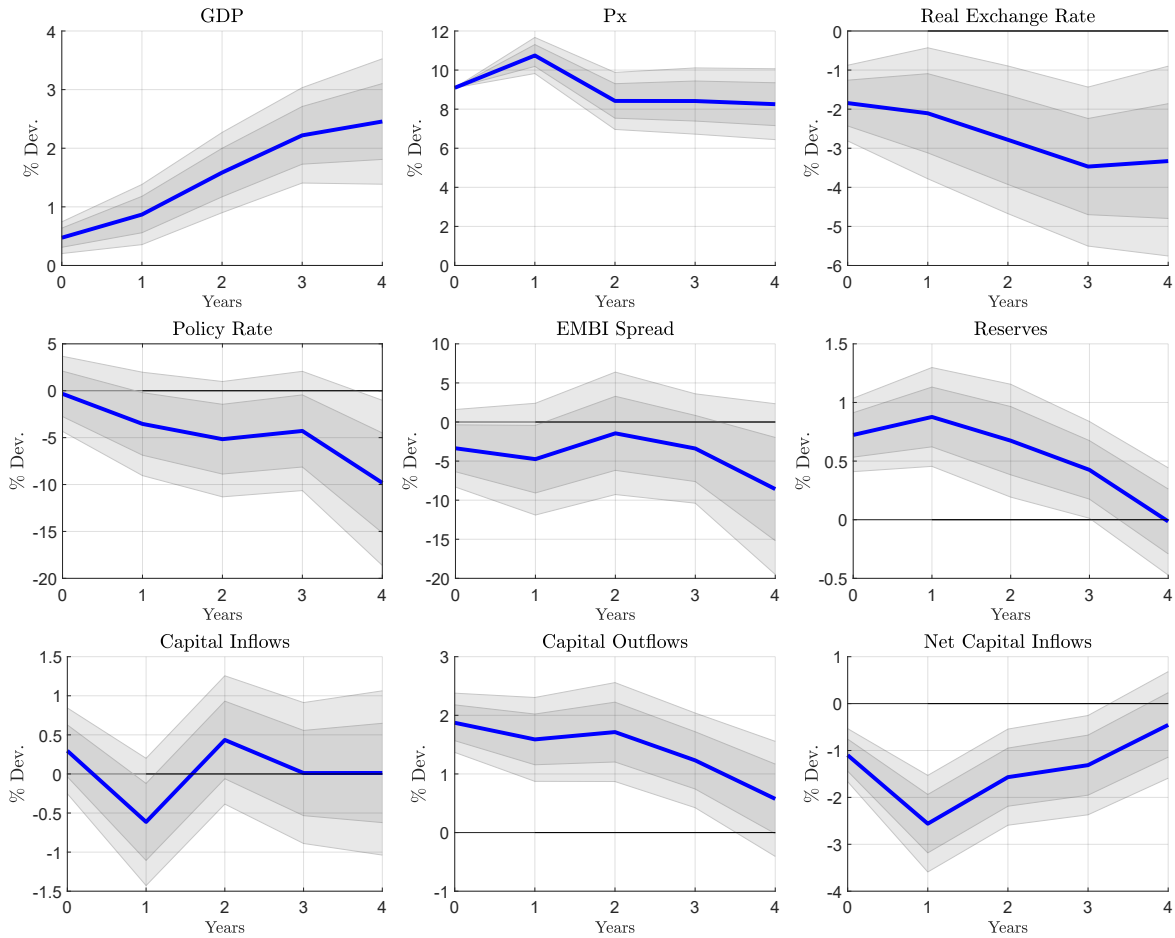 GDP
Px
Real Exchange Rate
4
3
2
1
0
% Dev.
0 1 2 3 4
Years
12
10
8
6
4
2
0
% Dev.
0 1 2 3 4
Years
0
-1
-2
-3
-4
-5
-6
% Dev.
0 1 2 3 4
Years
Policy Rate
EMBI Spread
Reserves
5
0
-5
-10
-15
-20
% Dev.
0 1 2 3 4
Years
10
5
0
-5
-10
-15
-20
% Dev.
0 1 2 3 4
Years
1.5
1
0.5
0
-0.5
% Dev.
0 1 2 3 4
Years
Capital Inflows
Capital Outflows
Net Capital Inflows
1.5
1
0.5
0
-0.5
-1
-1.5
% Dev.
0 1 2 3 4
Years
3
2
1
0
-1
% Dev.
0 1 2 3 4
Years
1
0
-1
-2
-3
-4
% Dev.
0 1 2 3 4
Years